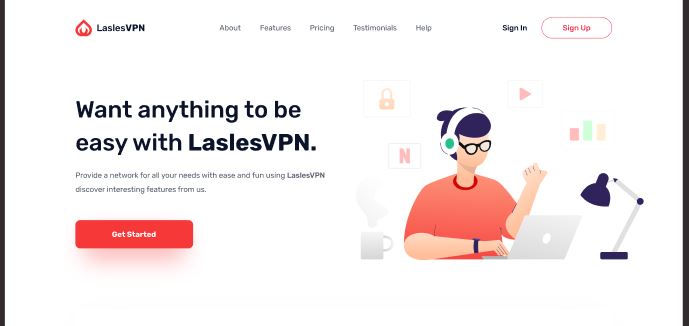 LaslesVPN
About
Features
Pricing
Testimonials
Help
Sign In
Sign Up
Want anything to be
easy with LaslesVPN.
Provide a network for all your needs with ease and fun using LaslesVPN
discover interesting features from us.
Get Started
N